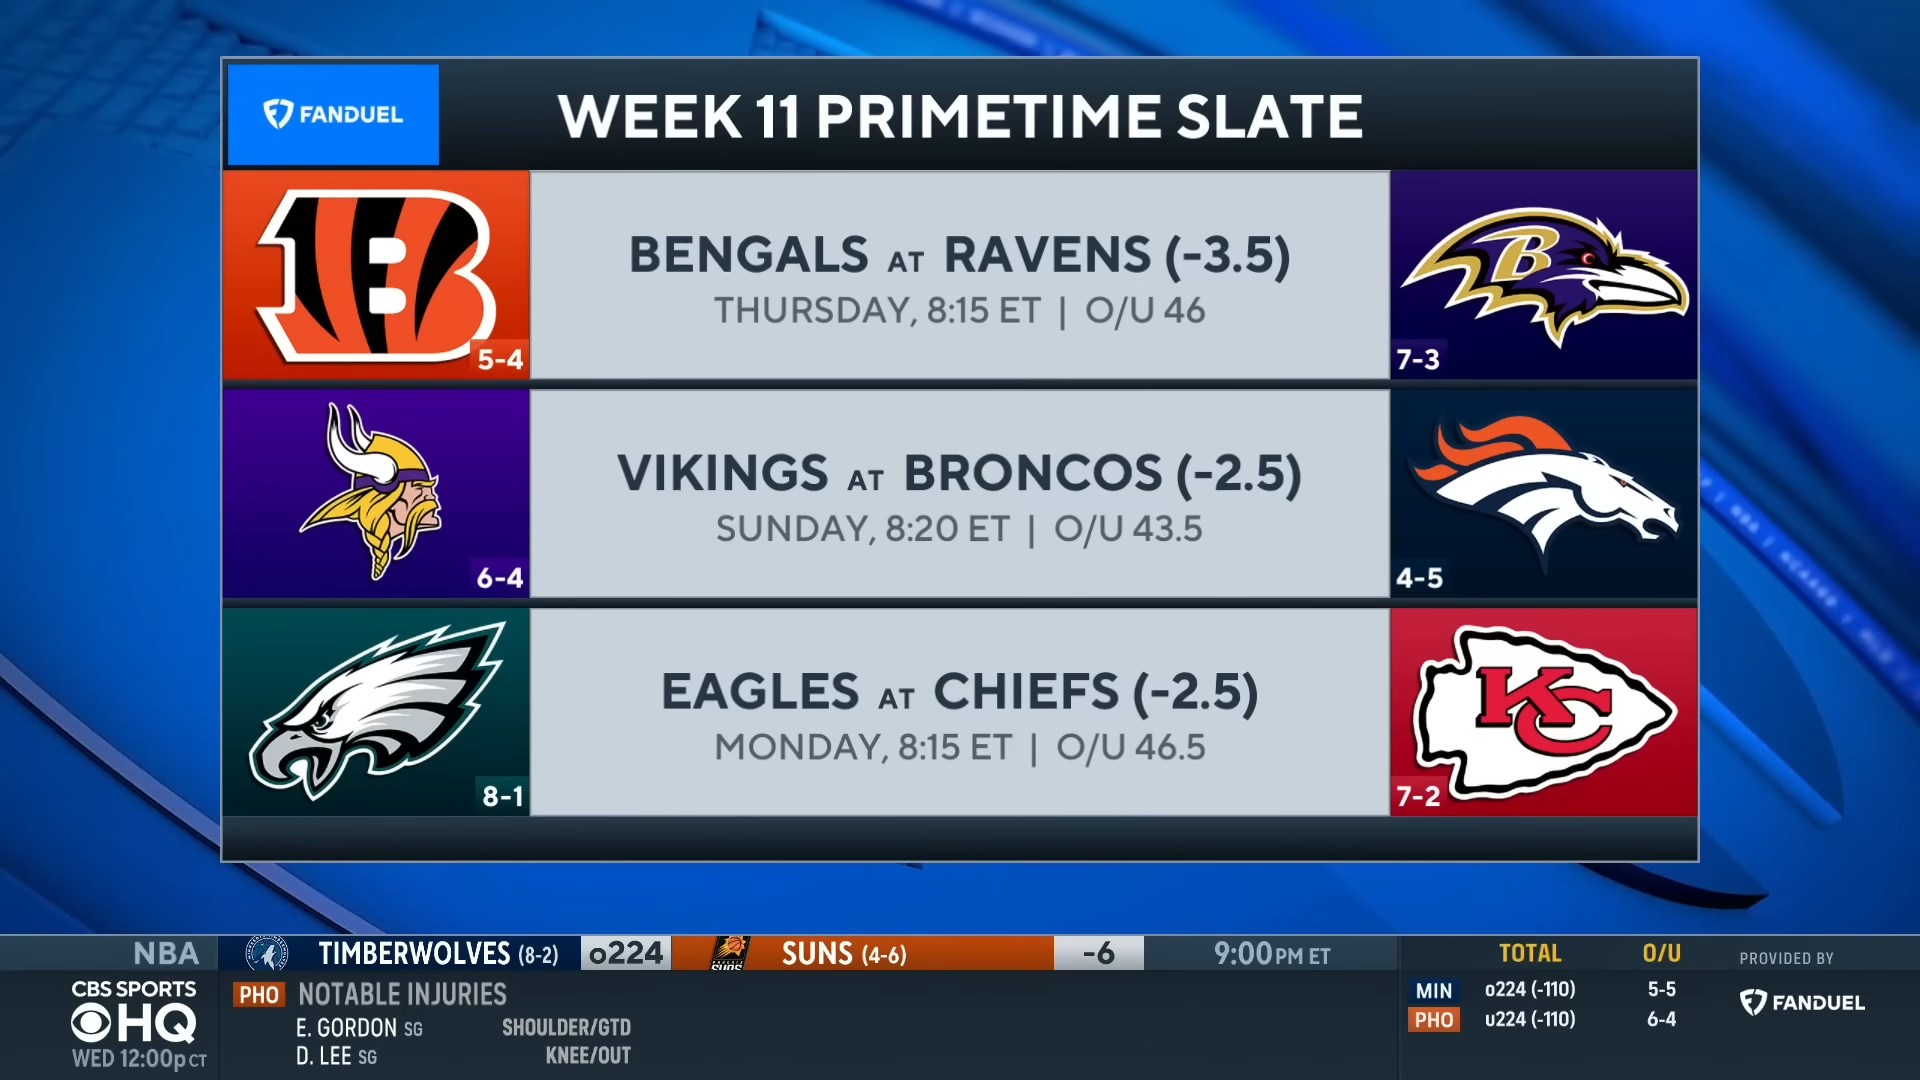 FANDUEL
WEEK 11 PRIMETIME SLATE
B
5-4
BENGALS AT RAVENS (-3.5)
THURSDAY, 8:15 ET | O/U 46
B
7-3
6-4
VIKINGS AT BRONCOS (-2.5)
SUNDAY, 8:20 ET | O/U 43.5
4-5
8-1
EAGLES AT CHIEFS (-2.5)
MONDAY, 8:15 ET | O/U 46.5
KC
7-2
NBA
TIMBERWOLVES (8-2) o224 SUNS SUNS (4-6) -6 9:00PM ET
CBS SPORTS
HQ
WED 12:00p CT
PHO NOTABLE INJURIES
E. GORDON SG SHOULDER/GTD
D. LEE SG KNEE/OUT
TOTAL O/U
MIN o224 (-110) 5-5
PHO u224 (-110) 6-4
PROVIDED BY
FANDUEL